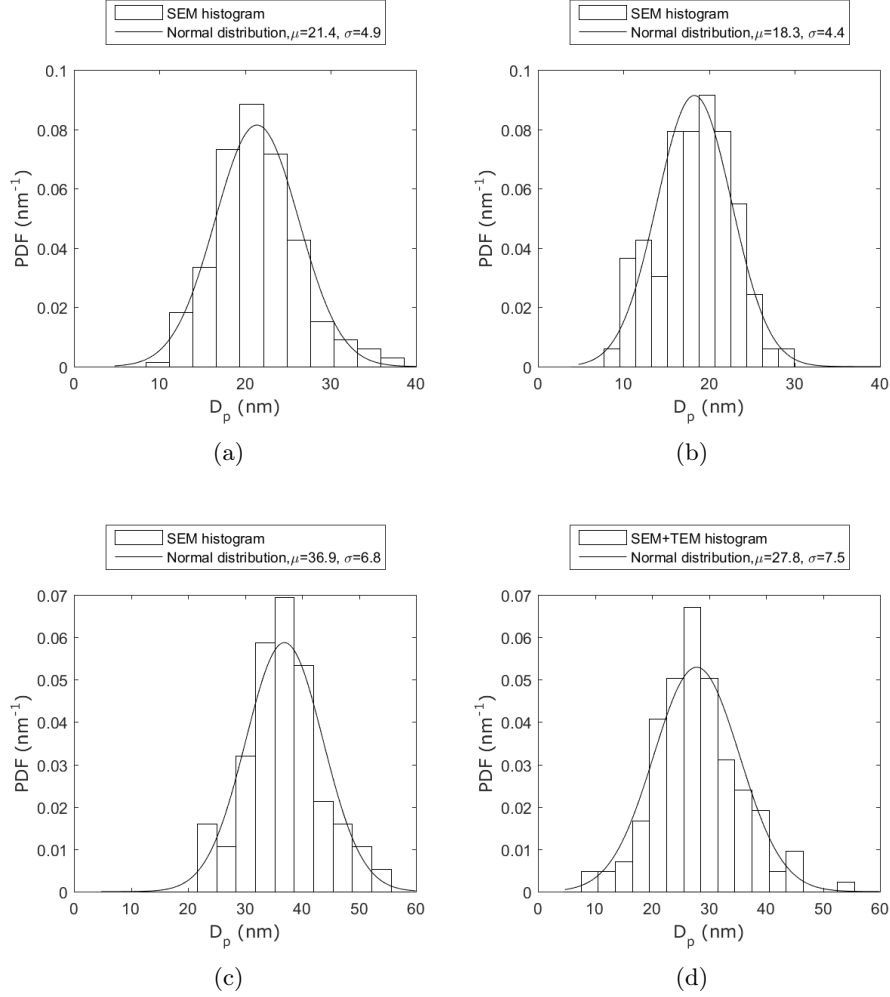 SEM histogram
Normal distribution,μ=21.4, σ=4.9
0.1
0.08
0.06
0.04
0.02
0
PDF (nm⁻¹)
0 10 20 30 40
Dₚ (nm)
(a)
SEM histogram
Normal distribution,μ=18.3, σ=4.4
0.1
0.08
0.06
0.04
0.02
0
PDF (nm⁻¹)
0 10 20 30 40
Dₚ (nm)
(b)
SEM histogram
Normal distribution,μ=36.9, σ=6.8
0.07
0.06
0.05
0.04
0.03
0.02
0.01
0
PDF (nm⁻¹)
0 10 20 30 40 50 60
Dₚ (nm)
(c)
SEM+TEM histogram
Normal distribution,μ=27.8, σ=7.5
0.07
0.06
0.05
0.04
0.03
0.02
0.01
0
PDF (nm⁻¹)
0 10 20 30 40 50 60
Dₚ (nm)
(d)